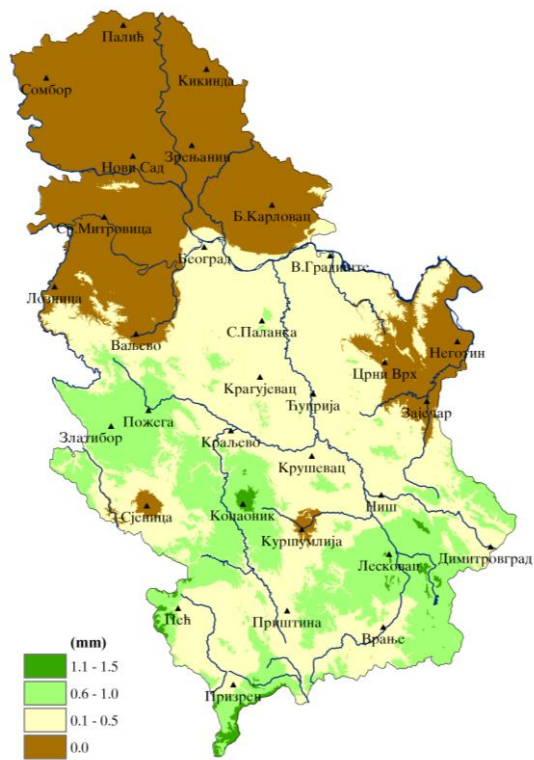 Палић
Кикинда
Сомбор
Зрењанин
Нови Сад
Б.Карловац
Ср.Митровица
Београд
В.Градиште
Лозница
С.Паланка
Ваљево
Неготин
Црни Врх
Крагујевац
Ћуприја
Зајечар
Пожега
Златибор
Краљево
Крушевац
Ниш
Сјеница
Копаоник
Куршумлија
Димитровград
Лесковац
Пећ
Приштина
Врање
Призрен
(mm)
1.1 - 1.5
0.6 - 1.0
0.1 - 0.5
0.0